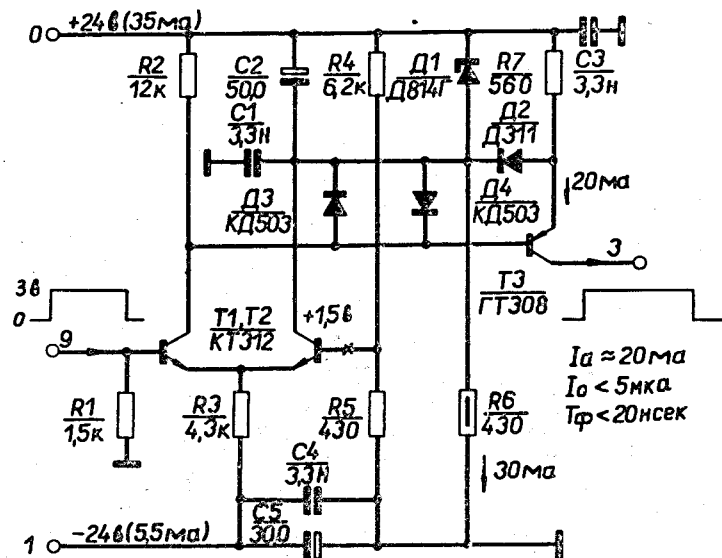 0 +24в(35ма)
R2
12к
C2
50,0
R4
6,2к
Д1
Д814Г
R7
560
C3
3,3н
C1
3,3н
Д2
Д311
Д3
КД503
Д4
КД503
20ма
3
3в
0
Т1,Т2
КТ312
+1,5в
Т3
ГТ308
9
Iа ≈ 20ма
Iо < 5мка
Тф < 20нсек
R1
1,5к
R3
4,3к
R5
430
R6
430
C4
3,3н
30ма
C5
30,0
1 -24в(5,5ма)